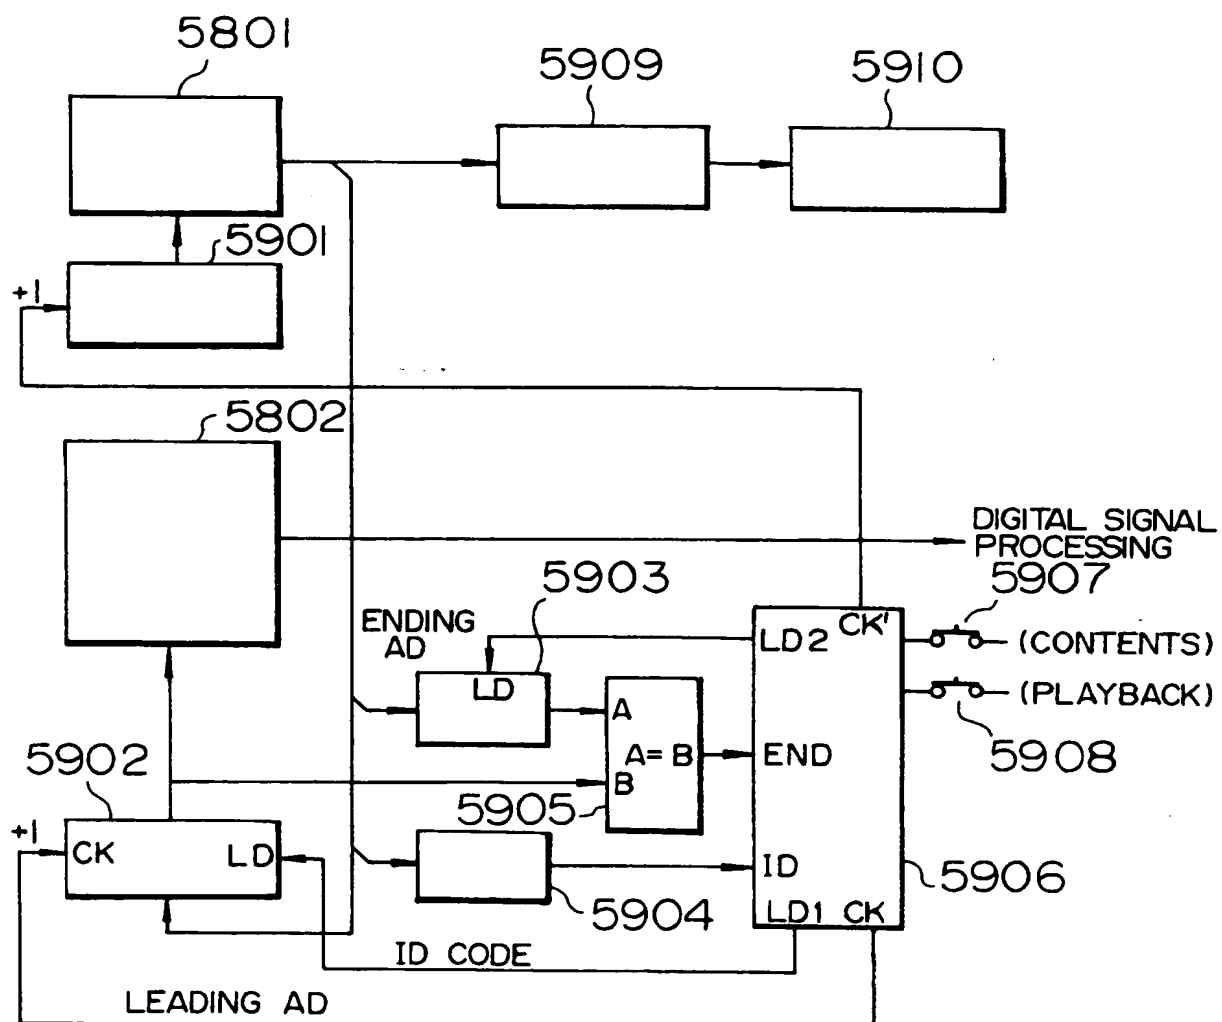 5801
5909
5910
5901
+1
5802
DIGITAL SIGNAL
PROCESSING
5903
5907
ENDING
AD
CK'
LD2
(CONTENTS)
LD
A
(PLAYBACK)
A=B
END
5908
5902
B
5905
+1
CK
LD
ID
5906
5904
LD1 CK
ID CODE
LEADING AD